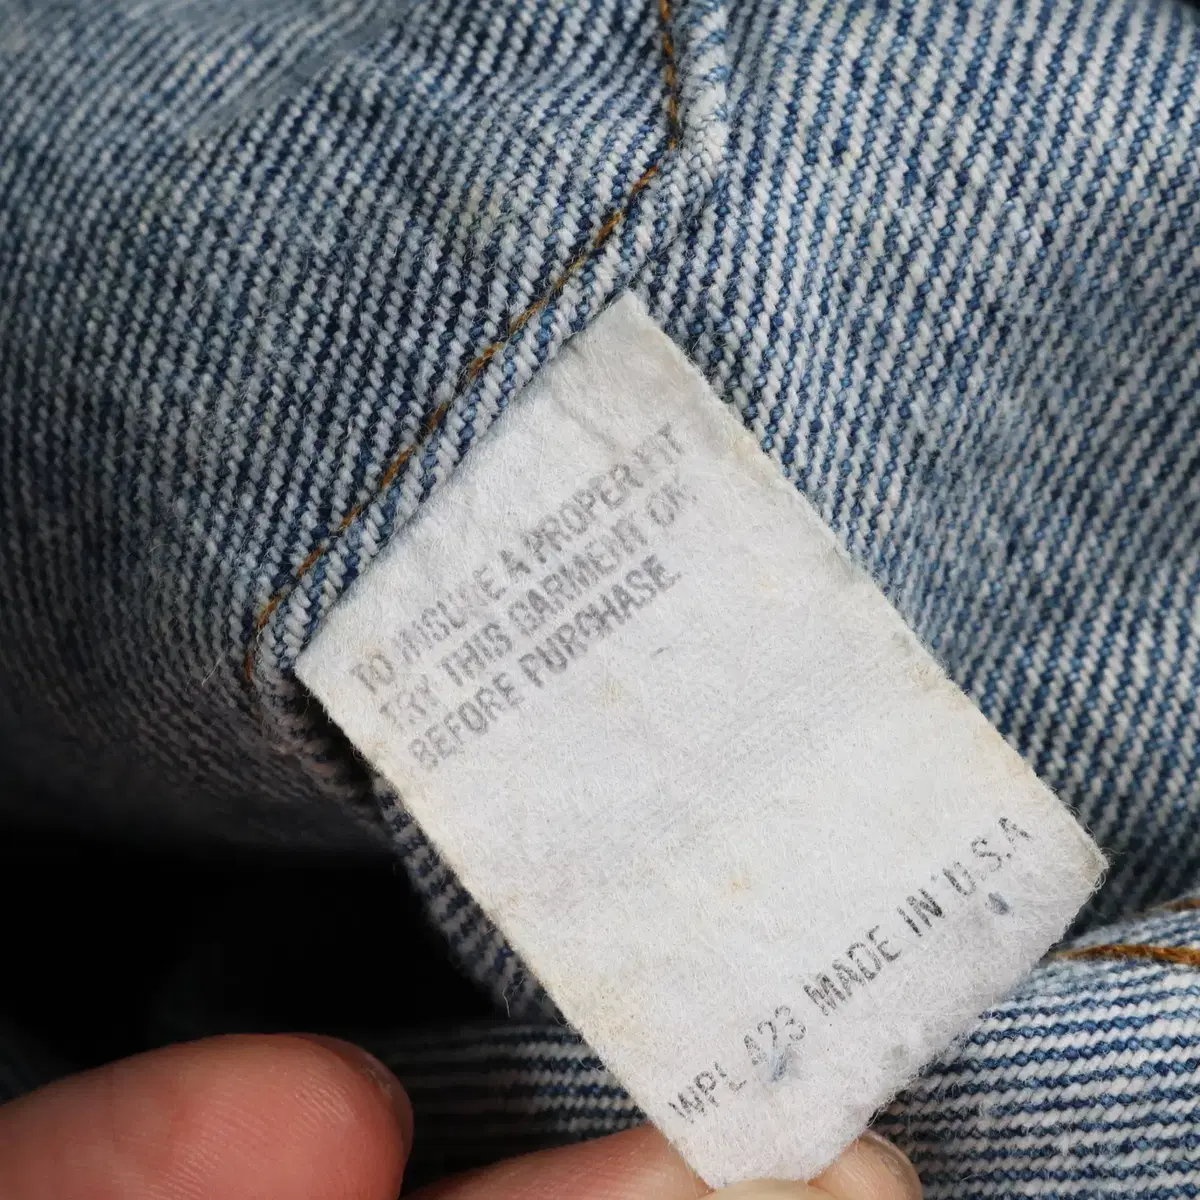 TO INSURE A PROPER FIT
TRY THIS GARMENT ON
BEFORE PURCHASE.
WPL 423 MADE IN U.S.A